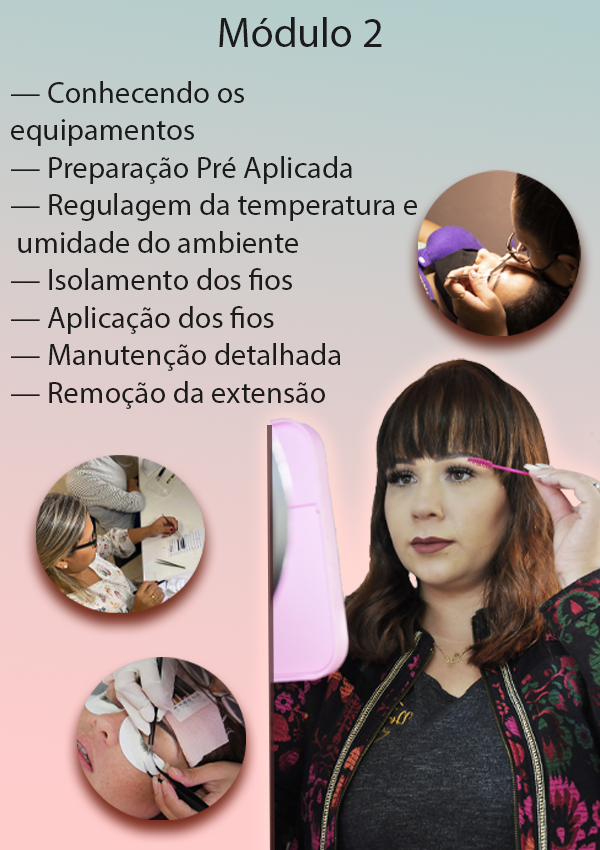 Módulo 2
— Conhecendo os
equipamentos
— Preparação Pré Aplicada
— Regulagem da temperatura e
umidade do ambiente
— Isolamento dos fios
— Aplicação dos fios
— Manutenção detalhada
— Remoção da extensão